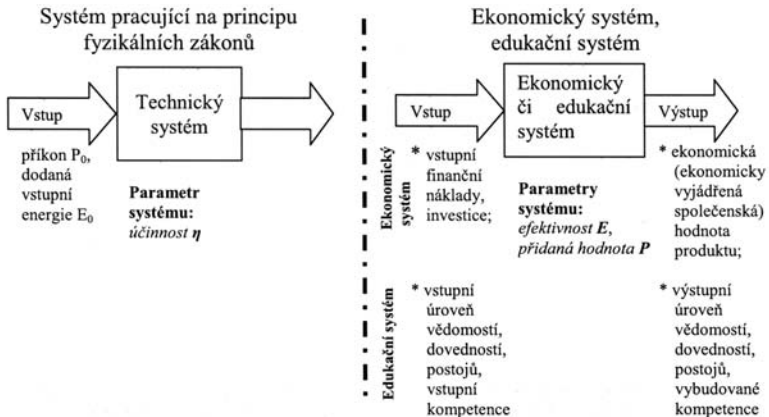 Systém pracující na principu
fyzikálních zákonů
Vstup
Technický
systém
příkon P₀,
dodaná
vstupní
energie E₀
Parametr
systému:
účinnost η
Ekonomický systém,
edukační systém
Vstup
Ekonomický
či edukační
systém
Výstup
Ekonomický
systém
* vstupní
finanční
náklady,
investice;
Parametry
systému:
efektivnost E,
přidaná hodnota P
* ekonomická
(ekonomicky
vyjádřená
společenská)
hodnota
produktu;
Edukační systém
* vstupní
úroveň
vědomostí,
dovedností,
postojů,
vstupní
kompetence
* výstupní
úroveň
vědomostí,
dovedností,
postojů,
vybudované
kompetence